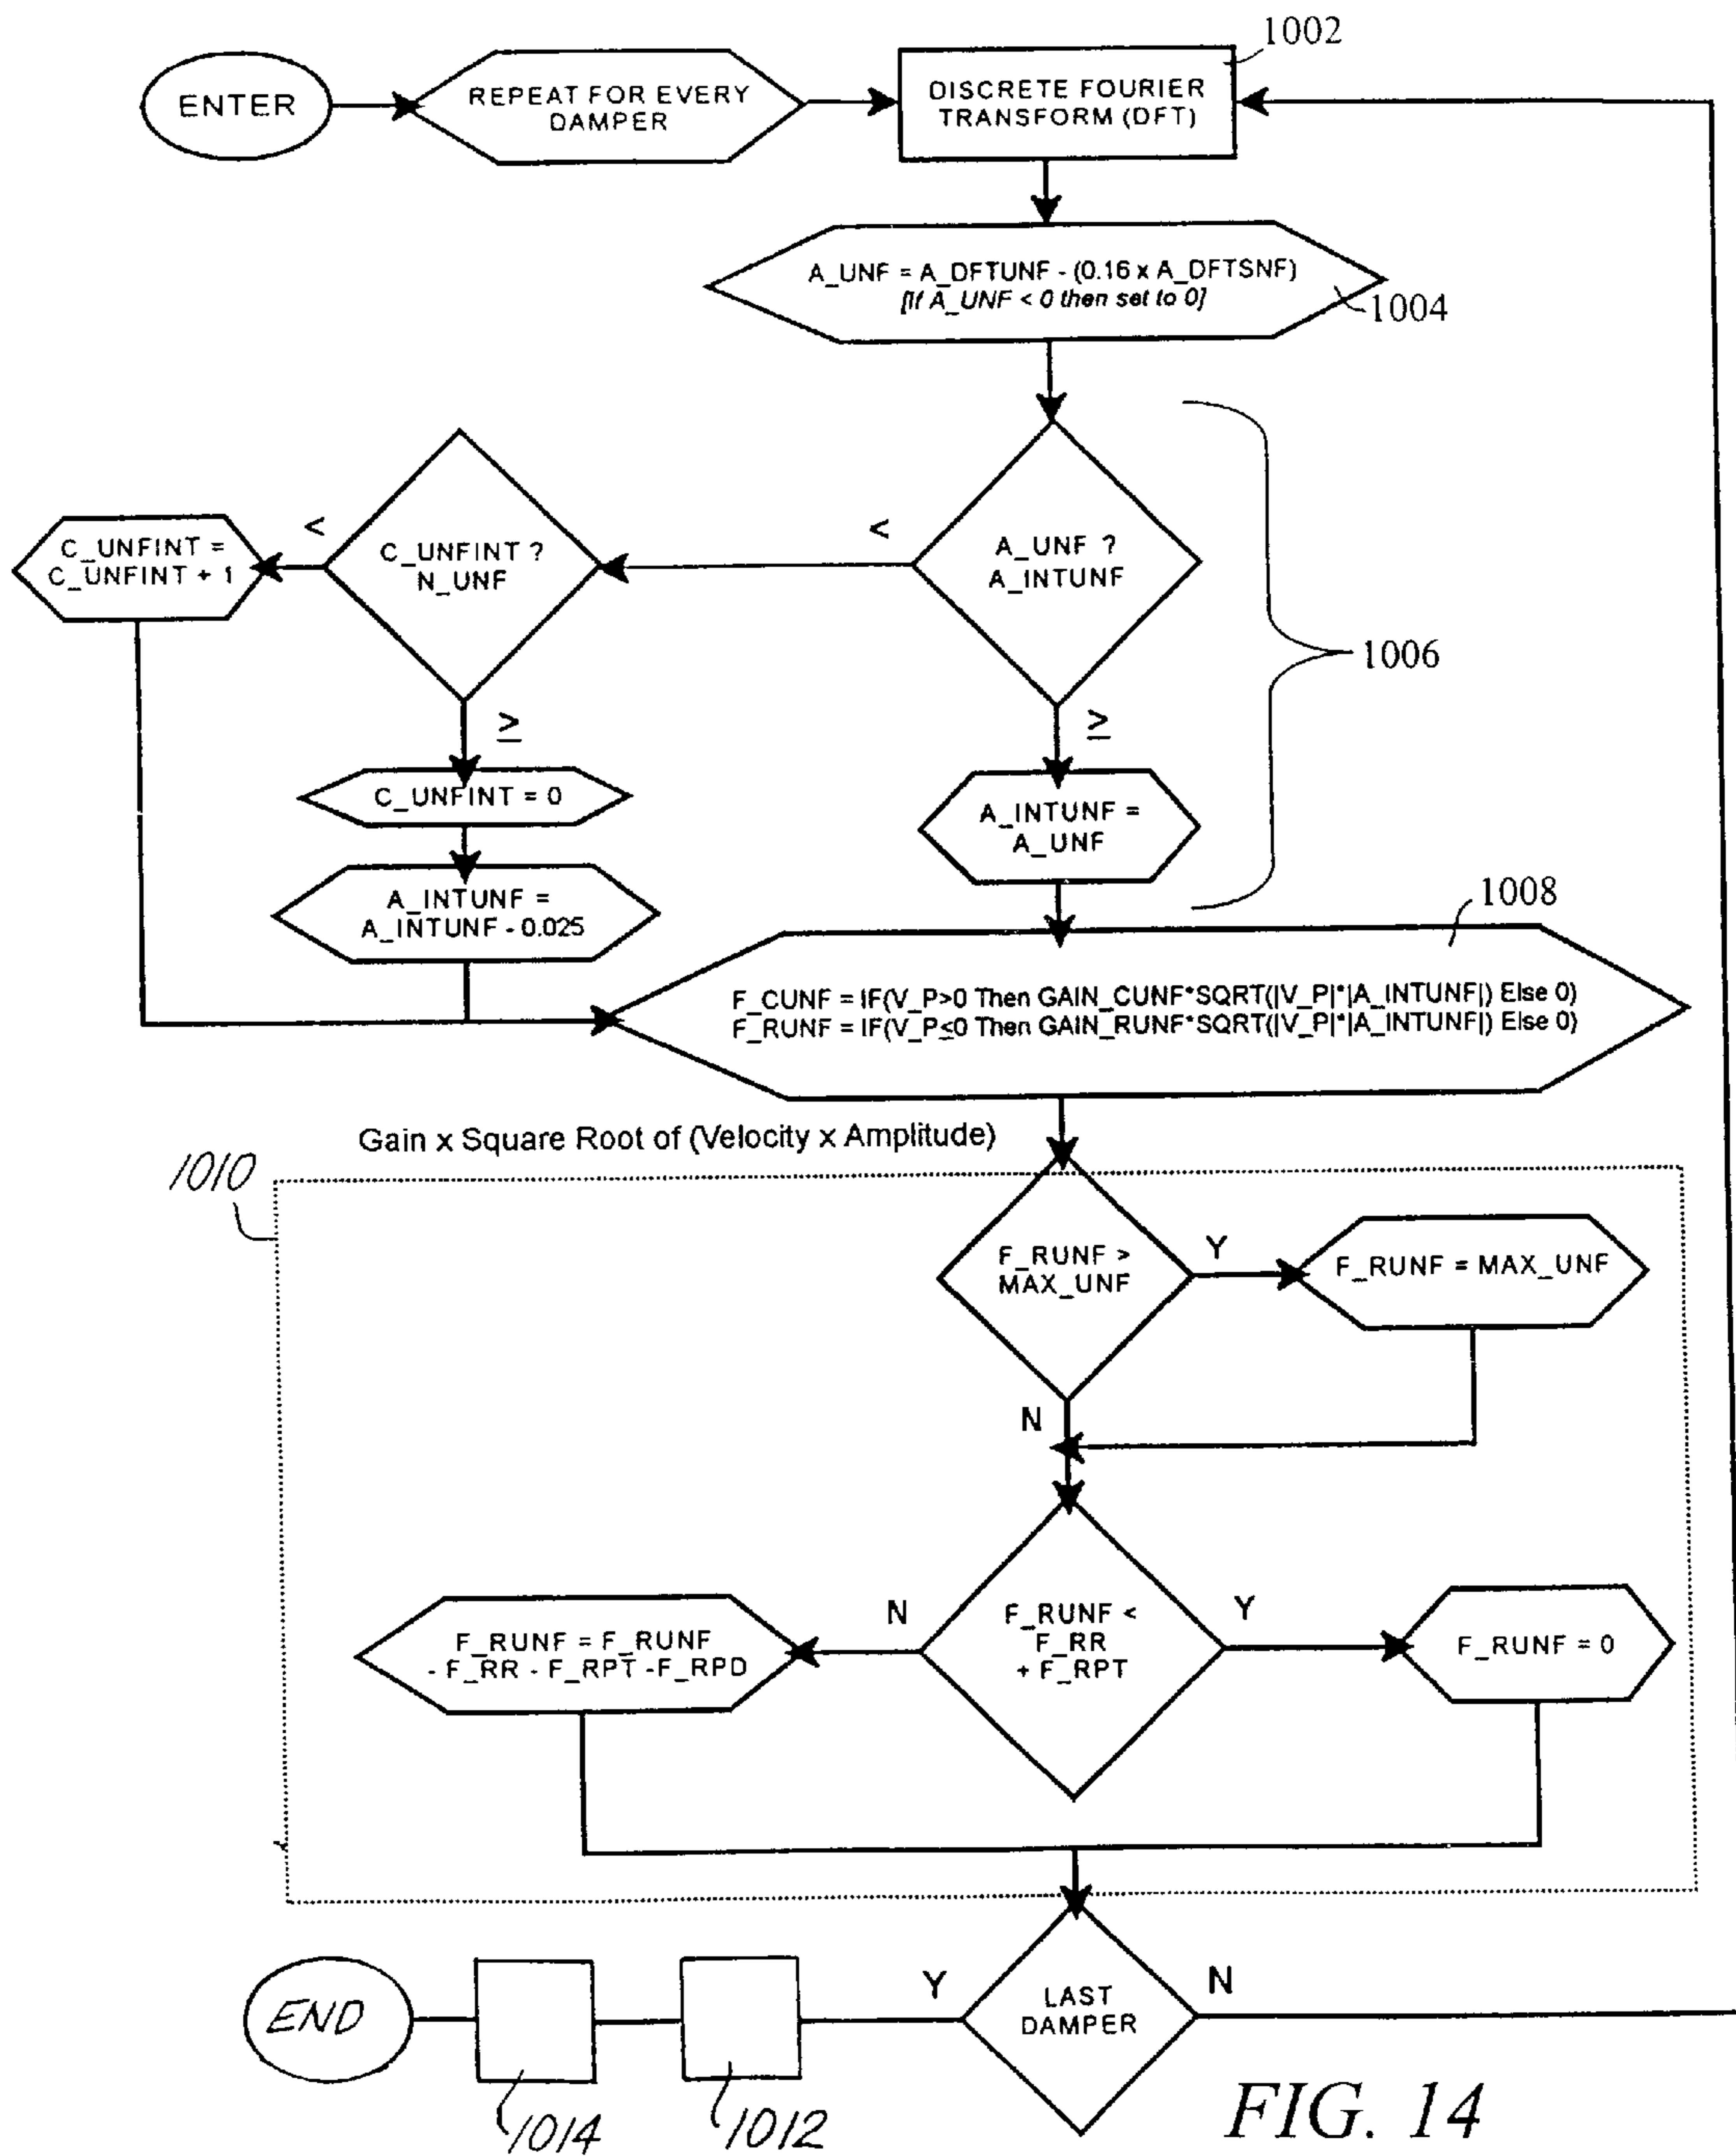 1002
ENTER
REPEAT FOR EVERY
DAMPER
DISCRETE FOURIER
TRANSFORM (DFT)
A_UNF = A_DFTUNF - (0.16 x A_DFTSNF)
[If A_UNF < 0 then set to 0]
1004
<
C_UNFINT =
C_UNFINT + 1
C_UNFINT ?
N_UNF
<
A_UNF ?
A_INTUNF
1006
≥
≥
C_UNFINT = 0
A_INTUNF =
A_UNF
A_INTUNF =
A_INTUNF - 0.025
1008
F_CUNF = IF(V_P>0 Then GAIN_CUNF*SQRT(|V_P|*|A_INTUNF|) Else 0)
F_RUNF = IF(V_P≤0 Then GAIN_RUNF*SQRT(|V_P|*|A_INTUNF|) Else 0)
Gain x Square Root of (Velocity x Amplitude)
1010
F_RUNF >
MAX_UNF
Y
F_RUNF = MAX_UNF
N
F_RUNF = F_RUNF
- F_RR - F_RPT -F_RPD
N
F_RUNF <
F_RR
+ F_RPT
Y
F_RUNF = 0
END
Y
LAST
DAMPER
N
1014
1012
FIG. 14